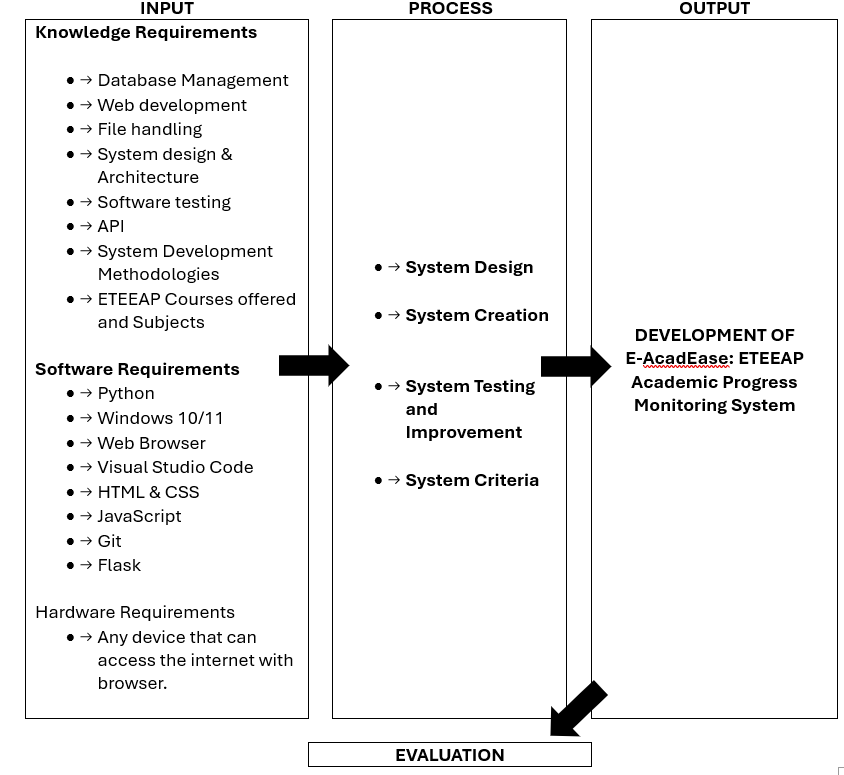 INPUT
Knowledge Requirements
● → Database Management
● → Web development
● → File handling
● → System design &
Architecture
● → Software testing
● → API
● → System Development
Methodologies
● → ETEEAP Courses offered
and Subjects
Software Requirements
● → Python
● → Windows 10/11
● → Web Browser
● → Visual Studio Code
● → HTML & CSS
● → JavaScript
● → Git
● → Flask
Hardware Requirements
● → Any device that can
access the internet with
browser.
PROCESS
● → System Design
● → System Creation
● → System Testing
and
Improvement
● → System Criteria
OUTPUT
DEVELOPMENT OF
E-AcadEase: ETEEAP
Academic Progress
Monitoring System
EVALUATION